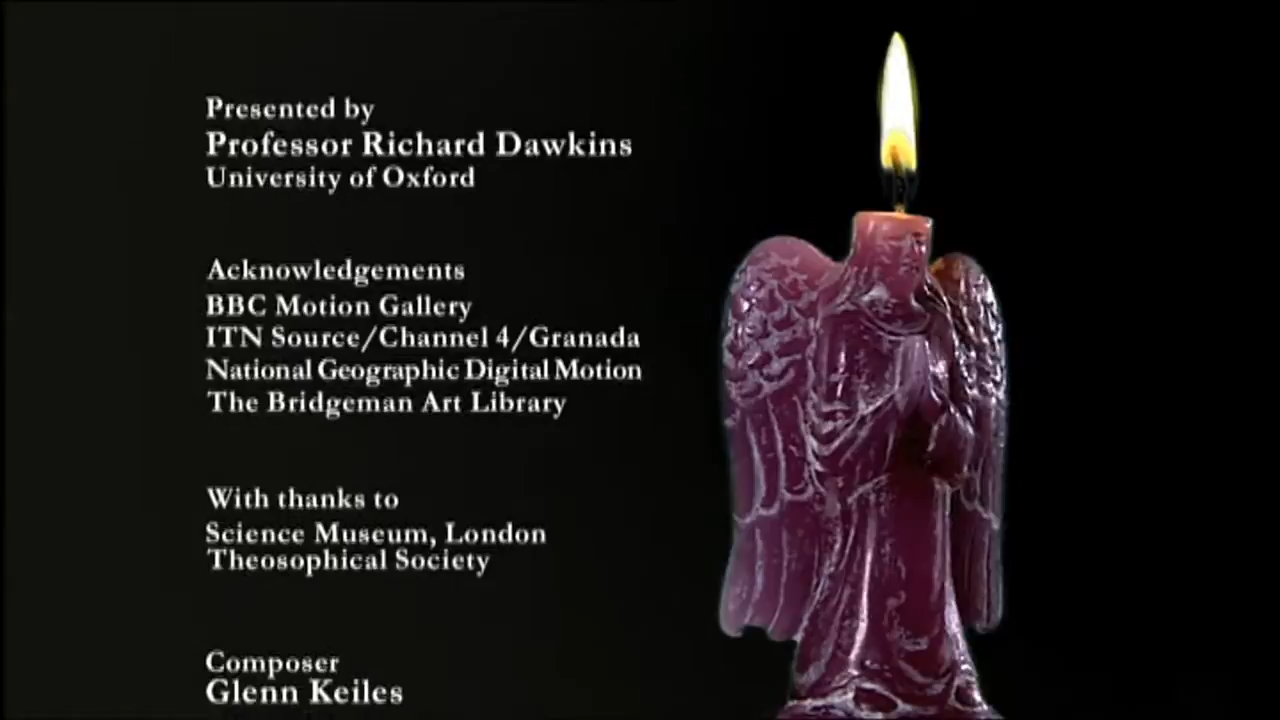 Presented by
Professor Richard Dawkins
University of Oxford
Acknowledgements
BBC Motion Gallery
ITN Source/Channel 4/Granada
National Geographic Digital Motion
The Bridgeman Art Library
With thanks to
Science Museum, London
Theosophical Society
Composer
Glenn Keiles